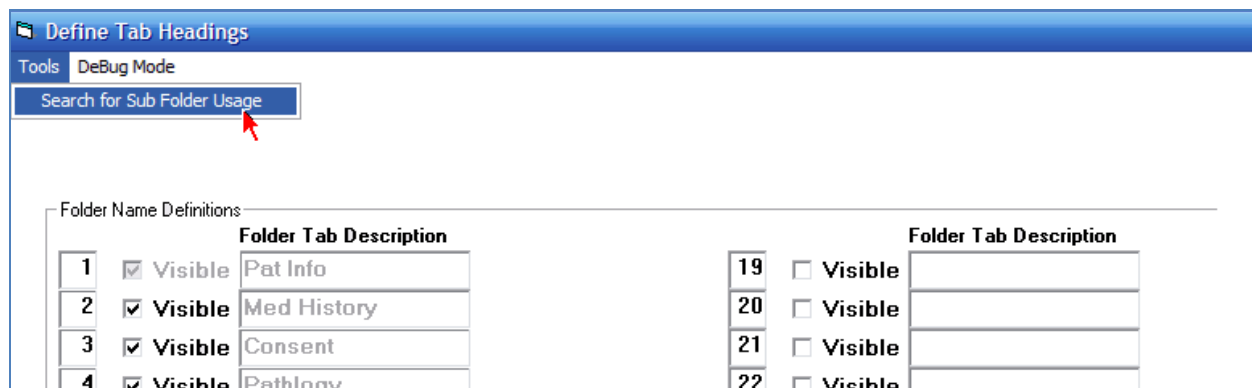 Define Tab Headings
Tools DeBug Mode
Search for Sub Folder Usage
Folder Name Definitions
Folder Tab Description Folder Tab Description
1 Visible Pat Info 19 Visible
2 Visible Med History 20 Visible
3 Visible Consent 21 Visible
4 Visible Pathlogy 22 Visible